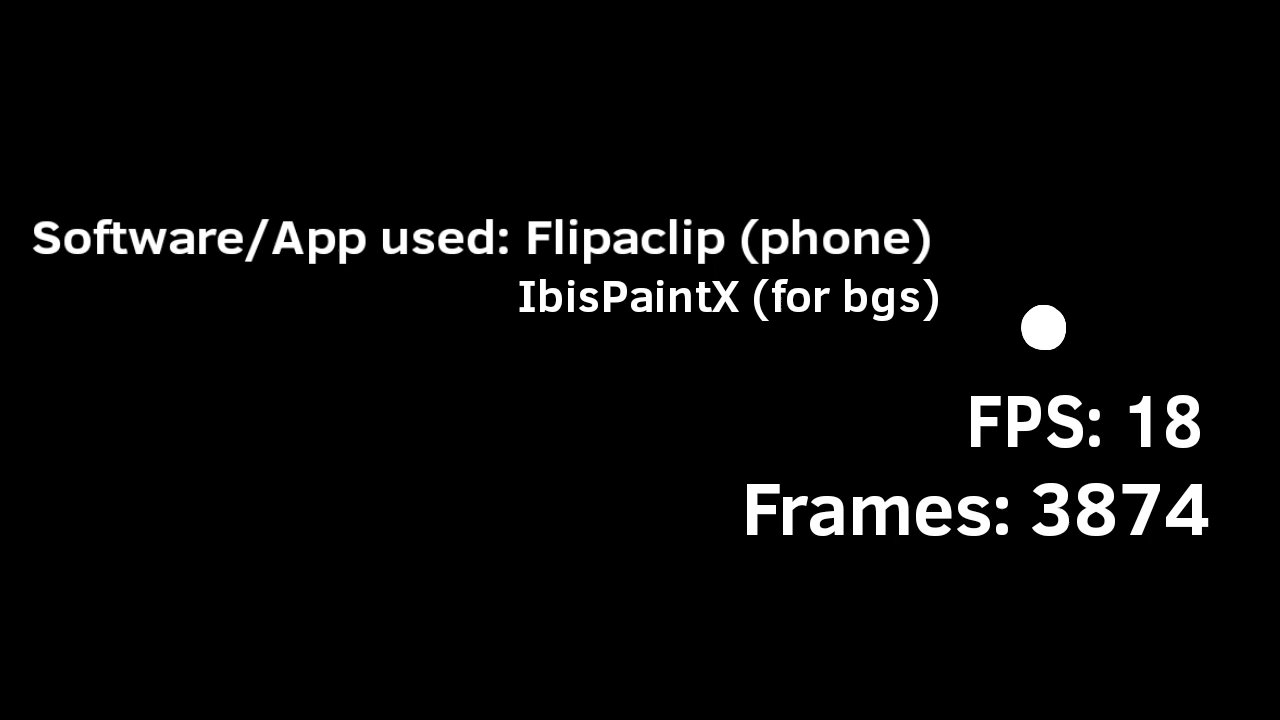 Software/App used: Flipaclip (phone)
IbisPaintX (for bgs)
FPS: 18
Frames: 3874